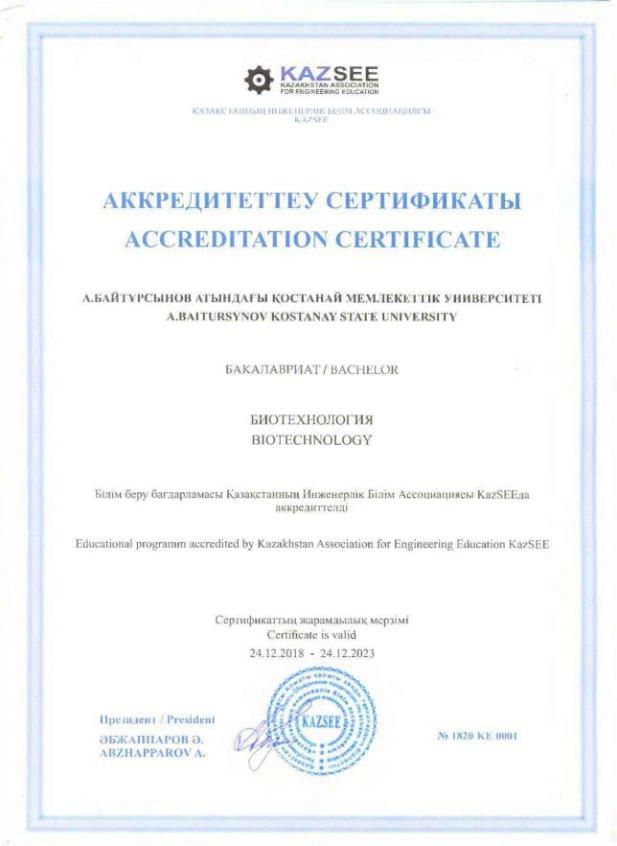 KAZSEE
KAZAKHSTAN ASSOCIATION
FOR ENGINEERING EDUCATION
ҚАЗАҚСТАННЫҢ ИНЖЕНЕРЛІК БІЛІМ АССОЦИАЦИЯСЫ
KAZSEE
АККРЕДИТЕТТЕУ СЕРТИФИКАТЫ
ACCREDITATION CERTIFICATE
А.БАЙТҰРСЫНОВ АТЫНДАҒЫ ҚОСТАНАЙ МЕМЛЕКЕТТІК УНИВЕРСИТЕТІ
A.BAITURSYNOV KOSTANAY STATE UNIVERSITY
БАКАЛАВРИАТ / BACHELOR
БИОТЕХНОЛОГИЯ
BIOTECHNOLOGY
Білім беру бағдарламасы Қазақстанның Инженерлік Білім Ассоциациясы KazSEEда
аккредиттелді
Educational programm accredited by Kazakhstan Association for Engineering Education KazSEE
Сертификаттың жарамдылық мерзімі
Certificate is valid
24.12.2018 - 24.12.2023
Президент / President
ӘБЖАППАРОВ Ә.
ABZHAPPAROV A.
KAZSEE
№ 1820 KE 0001